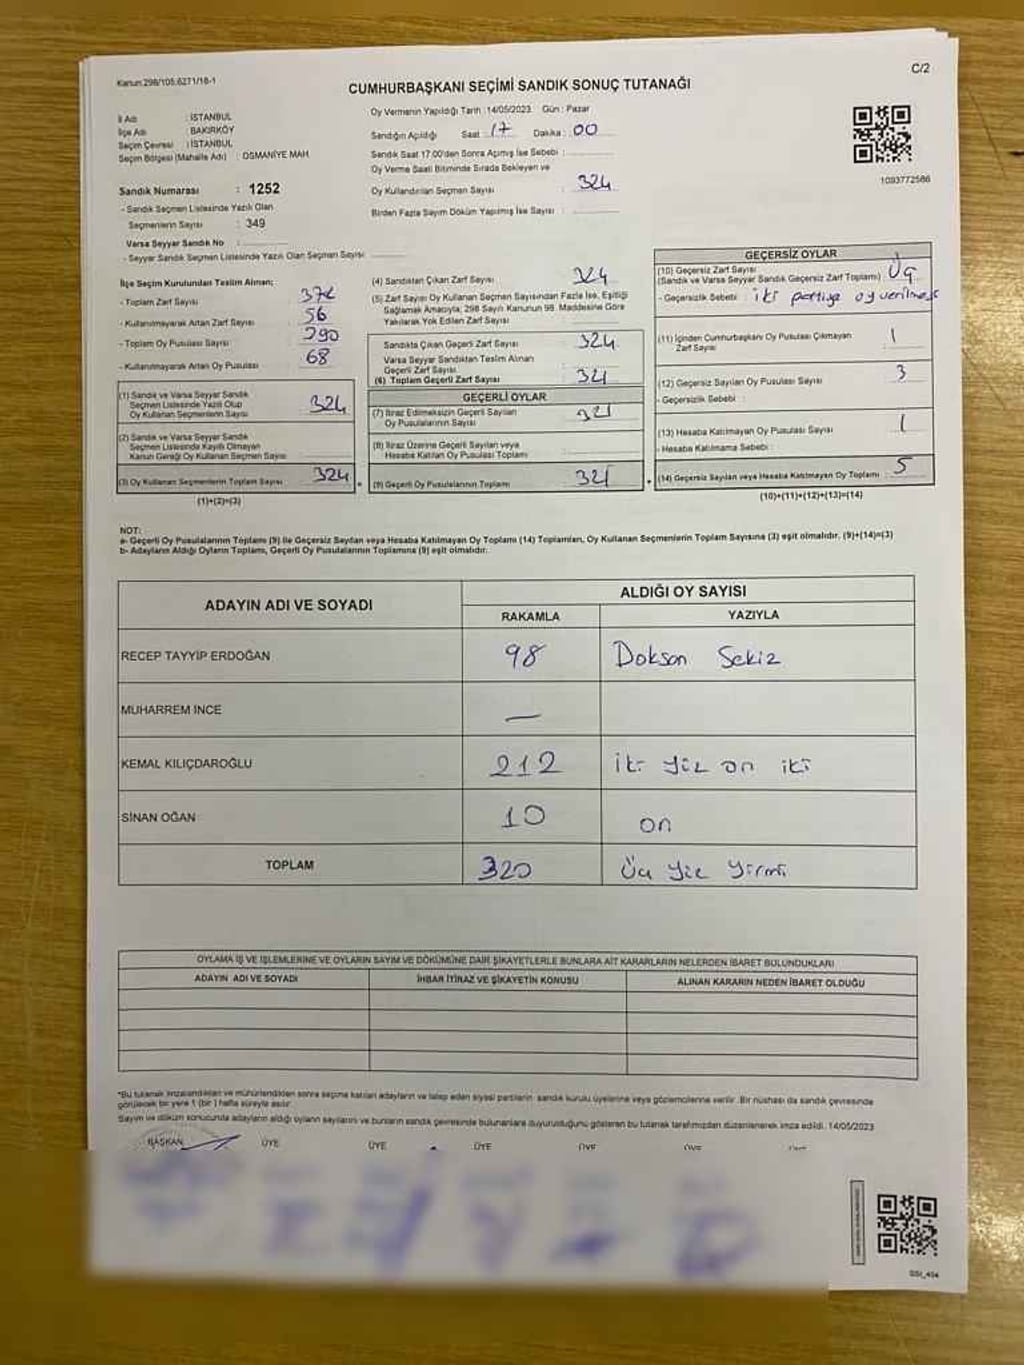 Kanun:298/105,6271/18-1
C/2
CUMHURBAŞKANI SEÇİMİ SANDIK SONUÇ TUTANAĞI
İl Adı : İSTANBUL
İlçe Adı : BAKIRKÖY
Seçim Çevresi : İSTANBUL
Seçim Bölgesi (Mahalle Adı) : OSMANİYE MAH.
Oy Vermenin Yapıldığı Tarih :14/05/2023 Gün : Pazar
Sandığın Açıldığı Saat : 17 Dakika : 00
Sandık Saat 17.00'den Sonra Açılmış İse Sebebi :
Oy Verme Saati Bitiminde Sırada Bekleyen ve
Oy Kullandırılan Seçmen Sayısı : 324
Birden Fazla Sayım Döküm Yapılmış İse Sayısı :
1093772586
Sandık Numarası : 1252
- Sandık Seçmen Listesinde Yazılı Olan
Seçmenlerin Sayısı : 349
Varsa Seyyar Sandık No :
- Seyyar Sandık Seçmen Listesinde Yazılı Olan Seçmen Sayısı:
İlçe Seçim Kurulundan Teslim Alınan;
- Toplam Zarf Sayısı :
- Kullanılmayarak Artan Zarf Sayısı : 56
- Toplam Oy Pusulası Sayısı : 390
- Kullanılmayarak Artan Oy Pusulası : 68
(1) Sandık ve Varsa Seyyar Sandık
Seçmen Listesinde Yazılı Olup
Oy Kullanan Seçmenlerin Sayısı : 324
(2) Sandık ve Varsa Seyyar Sandık
Seçmen Listesinde Kayıtlı Olmayan
Kanun Gereği Oy Kullanan Seçmen Sayısı:
(3) Oy Kullanan Seçmenlerin Toplam Sayısı : 324
(1)+(2)=(3)
(4) Sandıktan Çıkan Zarf Sayısı : 324
(5) Zarf Sayısı Oy Kullanan Seçmen Sayısından Fazla İse, Eşitliği
Sağlamak Amacıyla; 298 Sayılı Kanunun 98. Maddesine Göre
Yakılarak Yok Edilen Zarf Sayısı :
Sandıkta Çıkan Geçerli Zarf Sayısı : 324
Varsa Seyyar Sandıktan Teslim Alınan
Geçerli Zarf Sayısı :
(6) Toplam Geçerli Zarf Sayısı : 321
GEÇERLİ OYLAR
(7) İtiraz Edilmeksizin Geçerli Sayılan
Oy Pusulalarının Sayısı : 321
(8) İtiraz Üzerine Geçerli Sayılan veya
Hesaba Katılan Oy Pusulası Toplamı :
(9) Geçerli Oy Pusulalarının Toplamı : 321
GEÇERSİZ OYLAR
(10) Geçersiz Zarf Sayısı
(Sandık ve Varsa Seyyar Sandık Geçersiz Zarf Toplamı) : Üç
- Geçersizlik Sebebi : iki partiye oy verilmesi
(11) İçinden Cumhurbaşkanı Oy Pusulası Çıkmayan
Zarf Sayısı : 1
(12) Geçersiz Sayılan Oy Pusulası Sayısı : 3
- Geçersizlik Sebebi :
(13) Hesaba Katılmayan Oy Pusulası Sayısı : 1
- Hesaba Katılmama Sebebi :
(14) Geçersiz Sayılan veya Hesaba Katılmayan Oy Toplamı : 5
(10)+(11)+(12)+(13)=(14)
NOT:
a- Geçerli Oy Pusulalarının Toplamı (9) ile Geçersiz Sayılan veya Hesaba Katılmayan Oy Toplamı (14) Toplamları, Oy Kullanan Seçmenlerin Toplam Sayısına (3) eşit olmalıdır. (9)+(14)=(3)
b- Adayların Aldığı Oyların Toplamı, Geçerli Oy Pusulalarının Toplamına (9) eşit olmalıdır.
ADAYIN ADI VE SOYADI
ALDIĞI OY SAYISI
RAKAMLA YAZIYLA
RECEP TAYYİP ERDOĞAN 98 Doksan Sekiz
MUHARREM İNCE —
KEMAL KILIÇDAROĞLU 212 iki yüz on iki
SİNAN OĞAN 10 on
TOPLAM 320 Üç yüz yirmi
OYLAMA İŞ VE İŞLEMLERİNE VE OYLARIN SAYIM VE DÖKÜMÜNE DAİR ŞİKAYETLERLE BUNLARA AİT KARARLARIN NELERDEN İBARET BULUNDUKLARI
ADAYIN ADI VE SOYADI İHBAR İTİRAZ VE ŞİKAYETİN KONUSU ALINAN KARARIN NEDEN İBARET OLDUĞU
*Bu tutanak imzalandıktan ve mühürlendikten sonra seçime katılan adayların ve talep eden siyasi partilerin sandık kurulu üyelerine veya gözlemcilerine verilir. Bir nüshası da sandık çevresinde
görülecek bir yere 1 (bir) hafta süreyle asılır.
Sayım ve döküm sonucunda adayların aldığı oyların sayılarını ve bunların sandık çevresinde bulunanlara duyurulduğunu gösteren bu tutanak tarafımızdan düzenlenerek imza edildi. 14/05/2023
BAŞKAN ÜYE ÜYE ÜYE ÜYE ÜYE